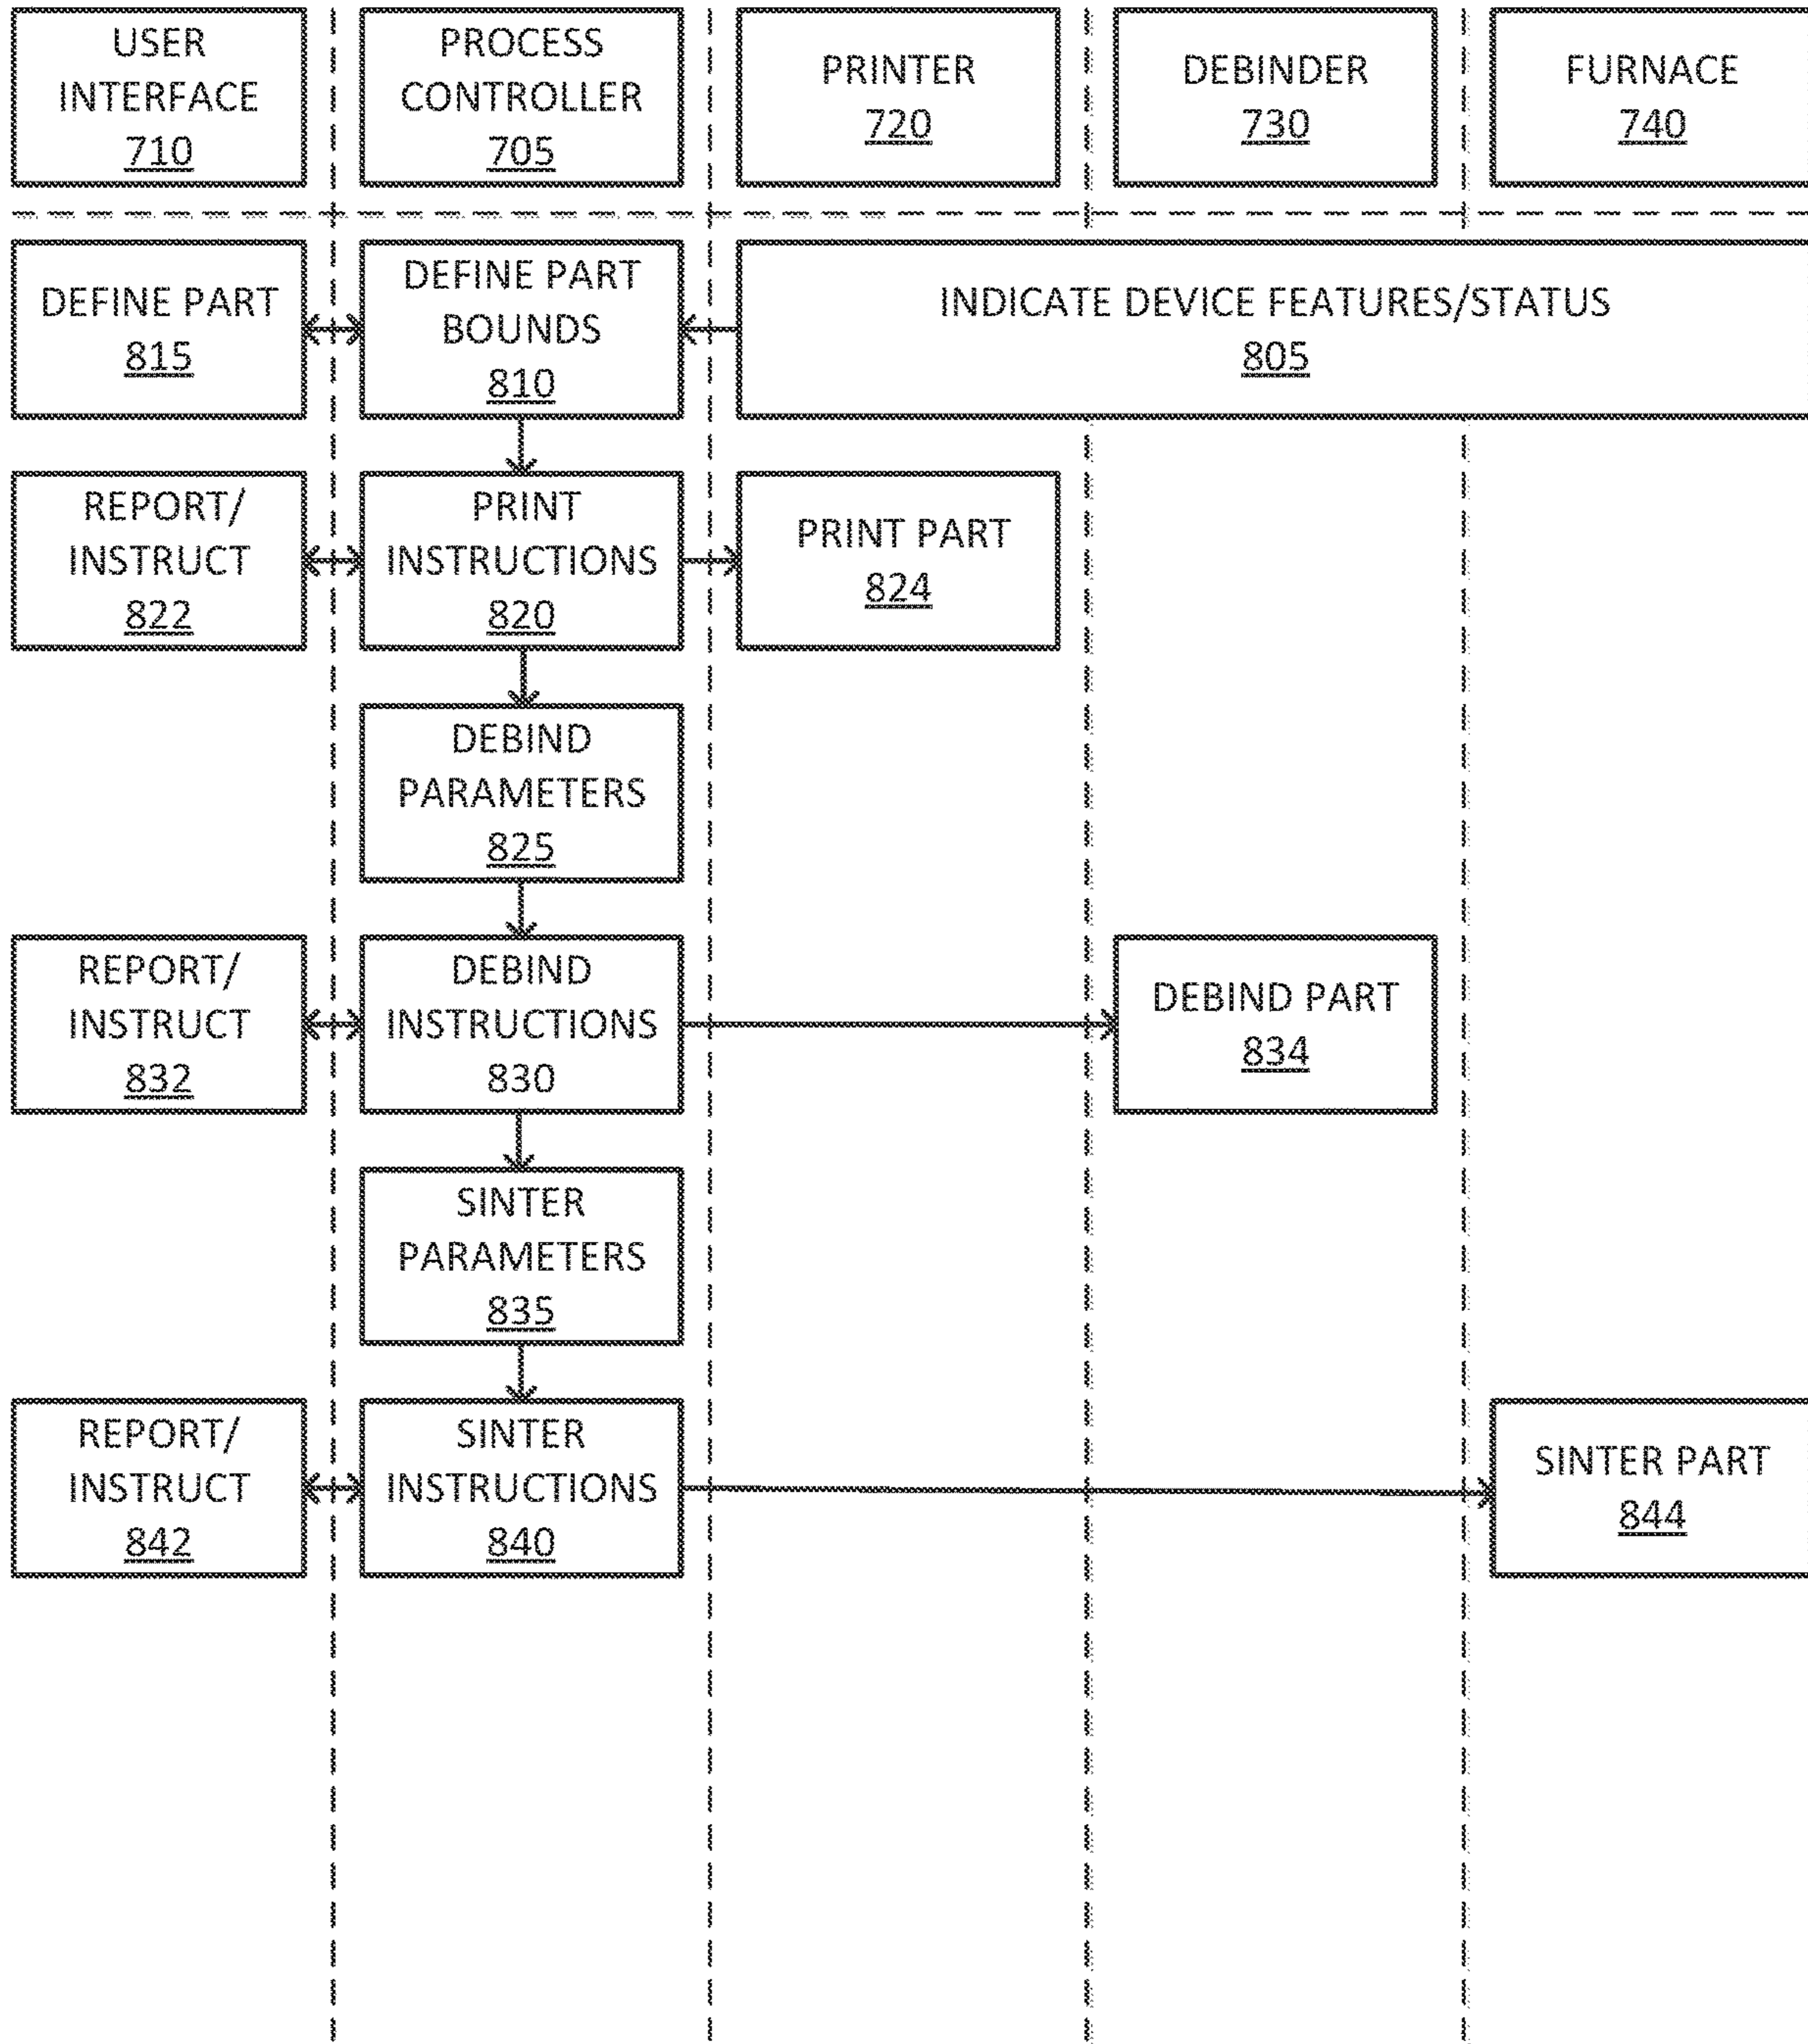 USER
INTERFACE
710
PROCESS
CONTROLLER
705
PRINTER
720
DEBINDER
730
FURNACE
740
DEFINE PART
815
DEFINE PART
BOUNDS
810
INDICATE DEVICE FEATURES/STATUS
805
REPORT/
INSTRUCT
822
PRINT
INSTRUCTIONS
820
PRINT PART
824
DEBIND
PARAMETERS
825
REPORT/
INSTRUCT
832
DEBIND
INSTRUCTIONS
830
DEBIND PART
834
SINTER
PARAMETERS
835
REPORT/
INSTRUCT
842
SINTER
INSTRUCTIONS
840
SINTER PART
844